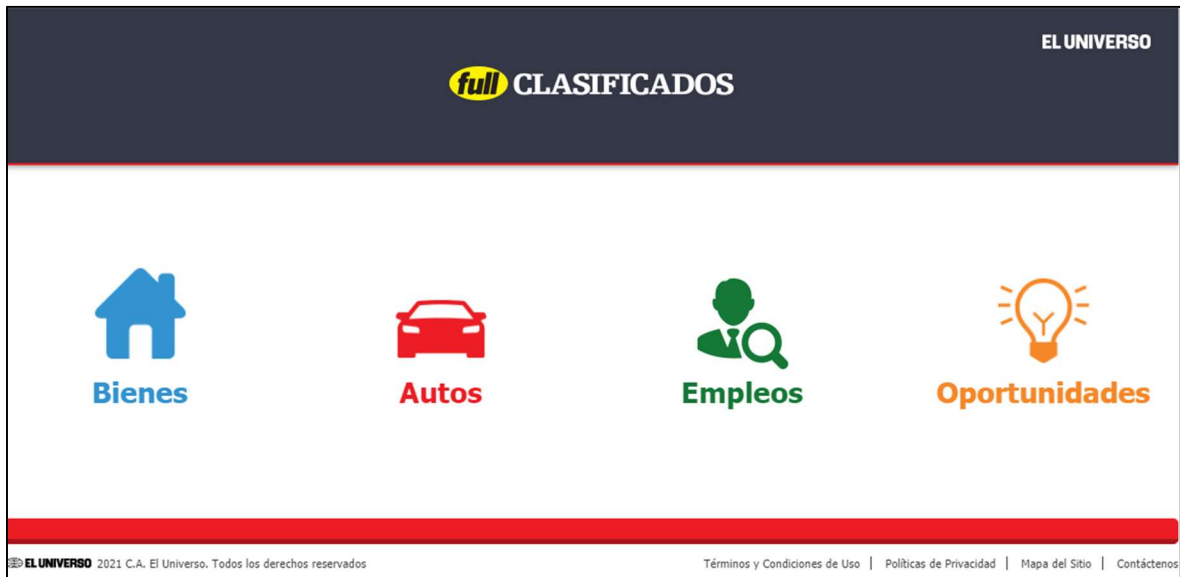 EL UNIVERSO
full CLASIFICADOS
Bienes
Autos
Empleos
Oportunidades
EL UNIVERSO 2021 C.A. El Universo. Todos los derechos reservados
Términos y Condiciones de Uso | Políticas de Privacidad | Mapa del Sitio | Contáctenos